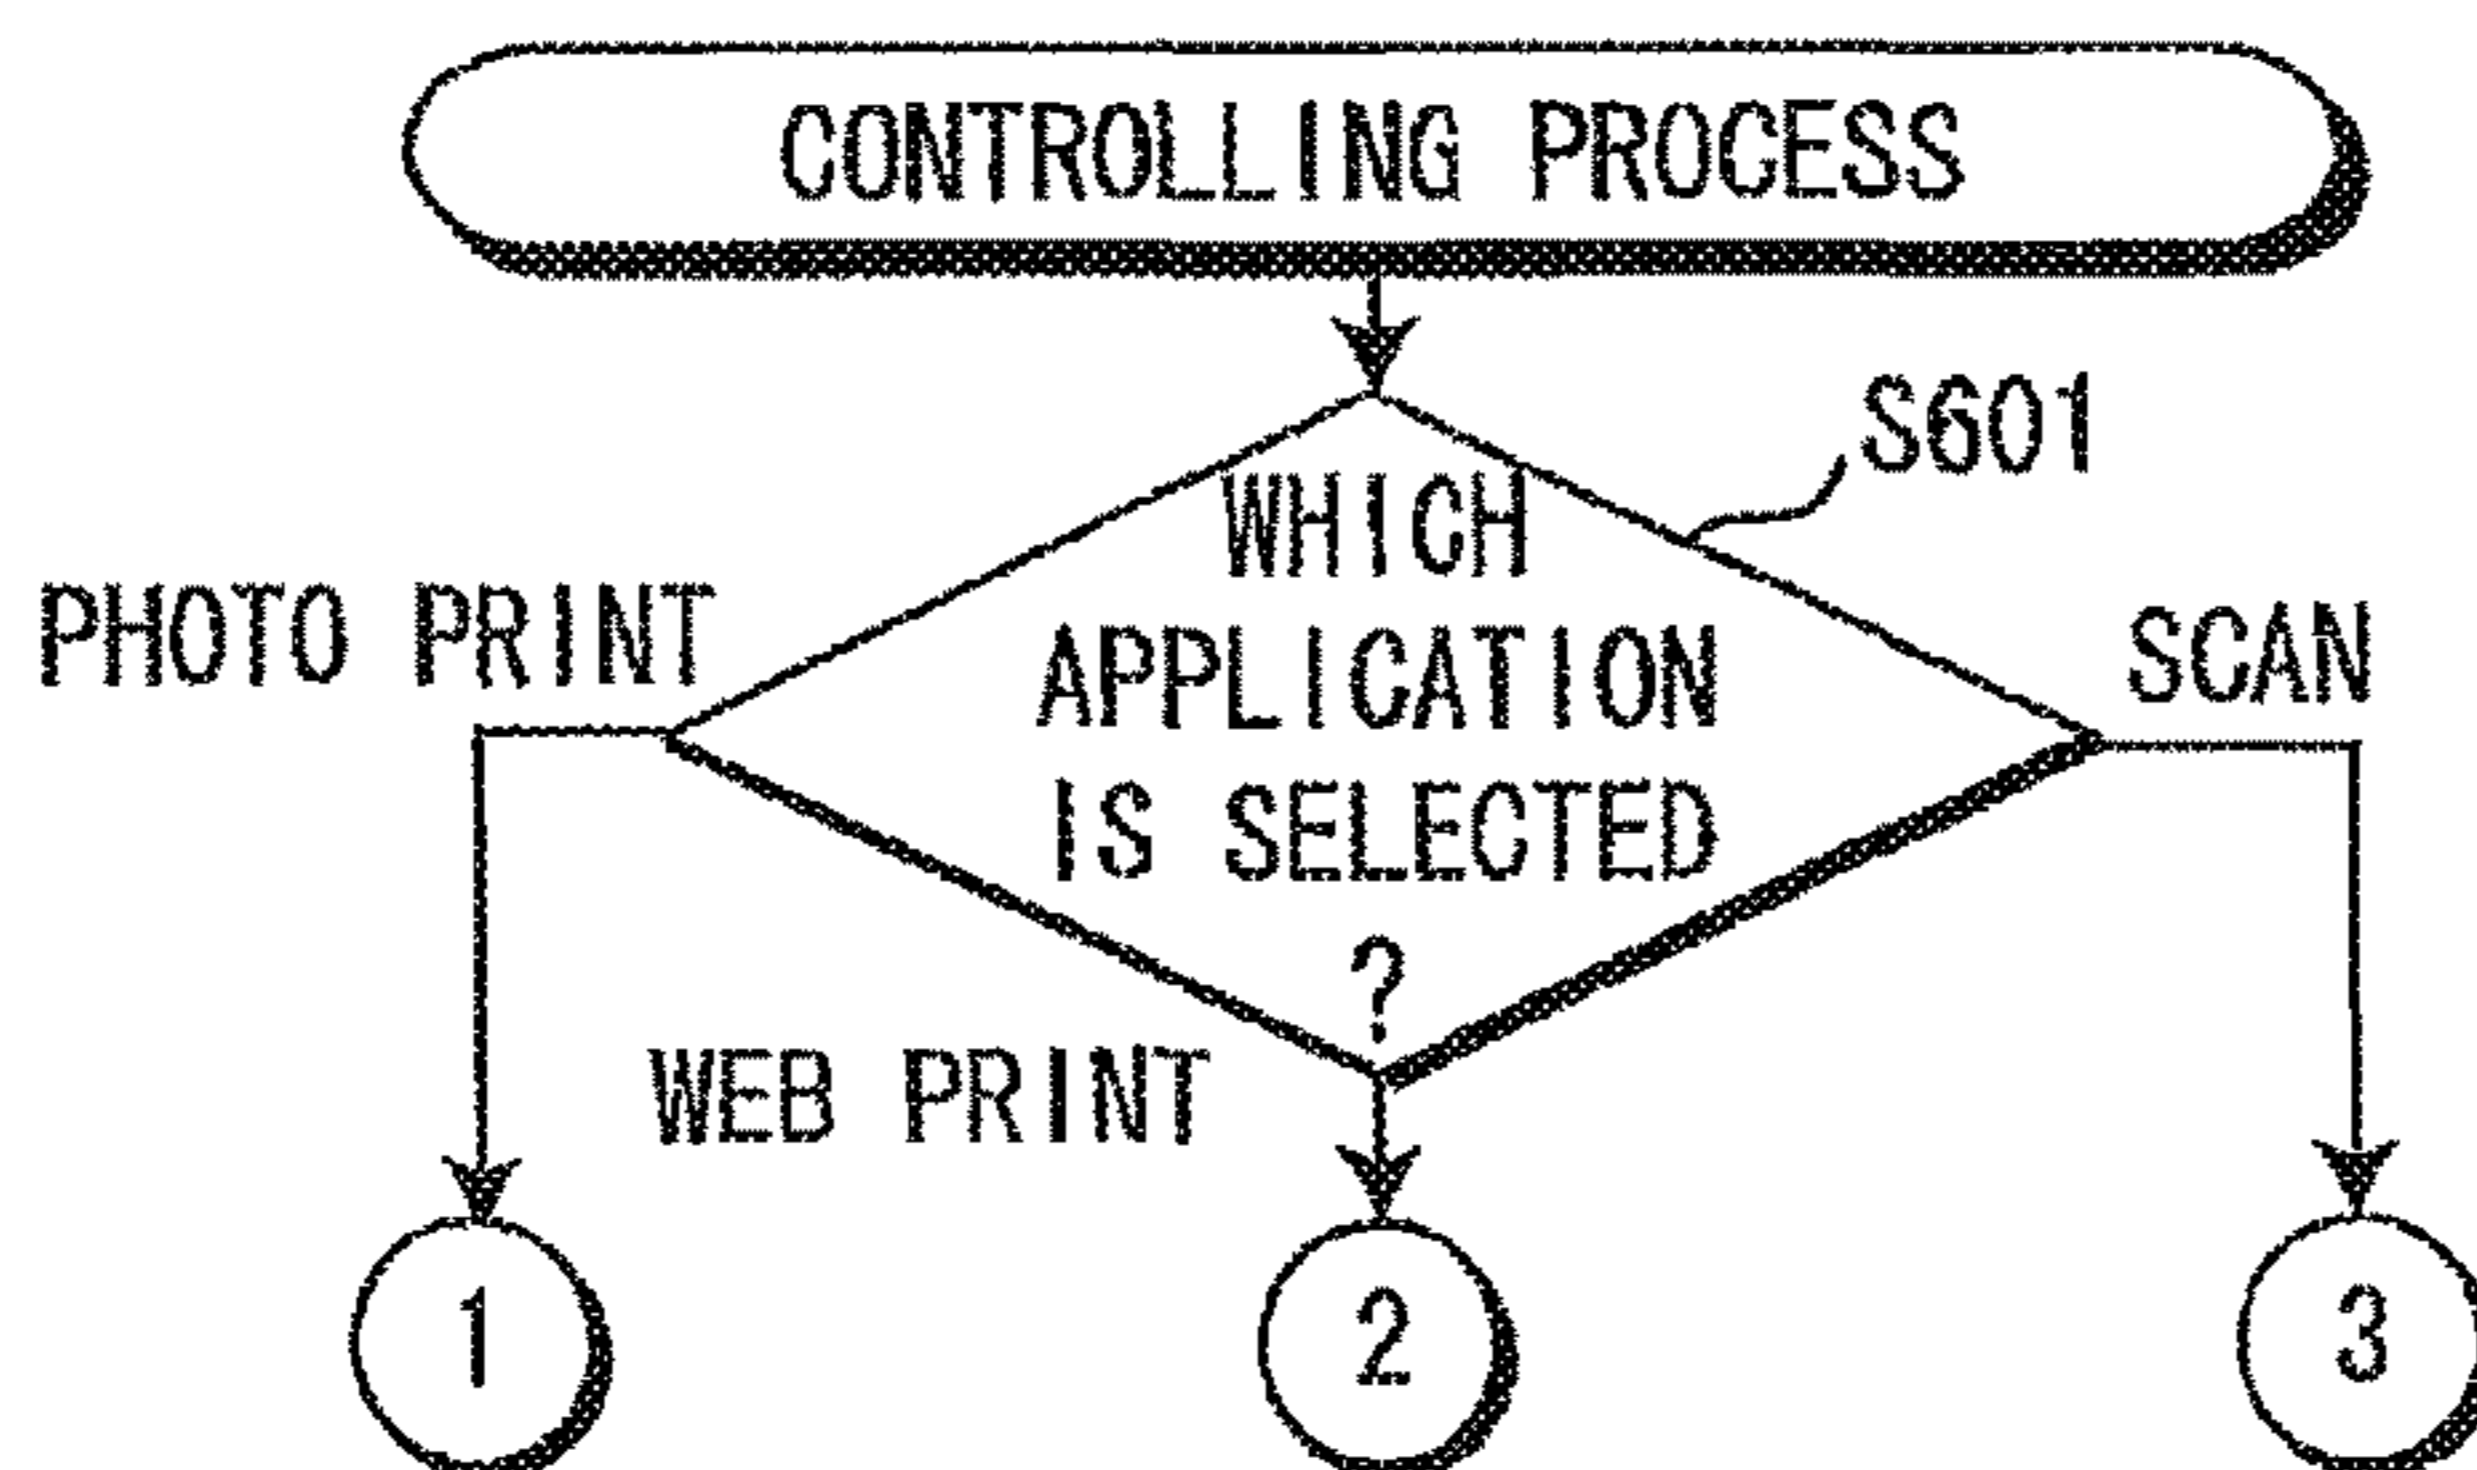 CONTROLLING PROCESS
S601
WHICH
APPLICATION
IS SELECTED
?
PHOTO PRINT
SCAN
WEB PRINT
1
2
3